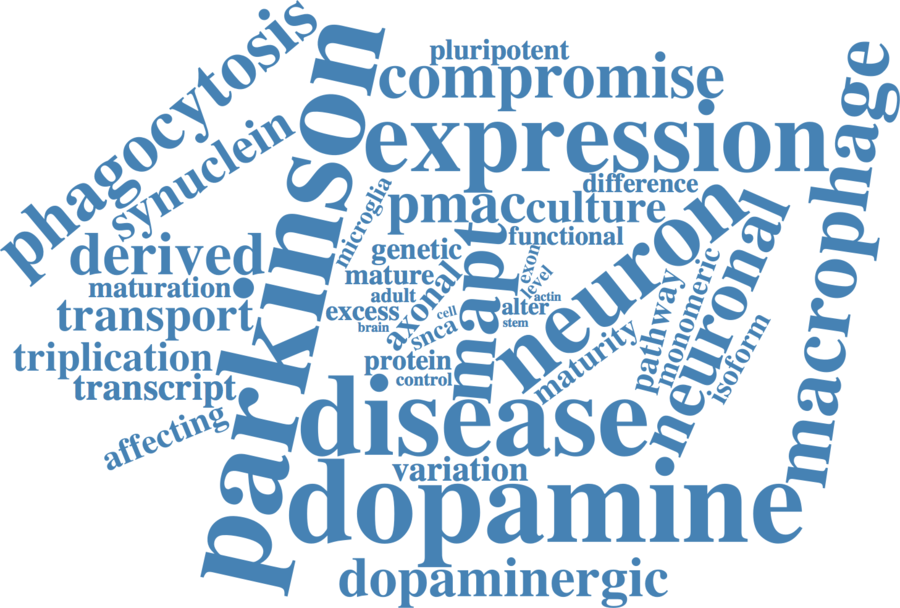 phagocytosis
synuclein
parkinson
pluripotent
compromise
expression
difference
pmac
culture
functional
microglia
genetic
mature
adult
excess
brain
axonal
cell
snca
mapt
exon
level
actin
alter
stem
neuron
neuronal
pathway
monomeric
isoform
maturity
macrophage
derived
maturation
transport
triplication
transcript
affecting
protein
control
disease
variation
dopamine
dopaminergic